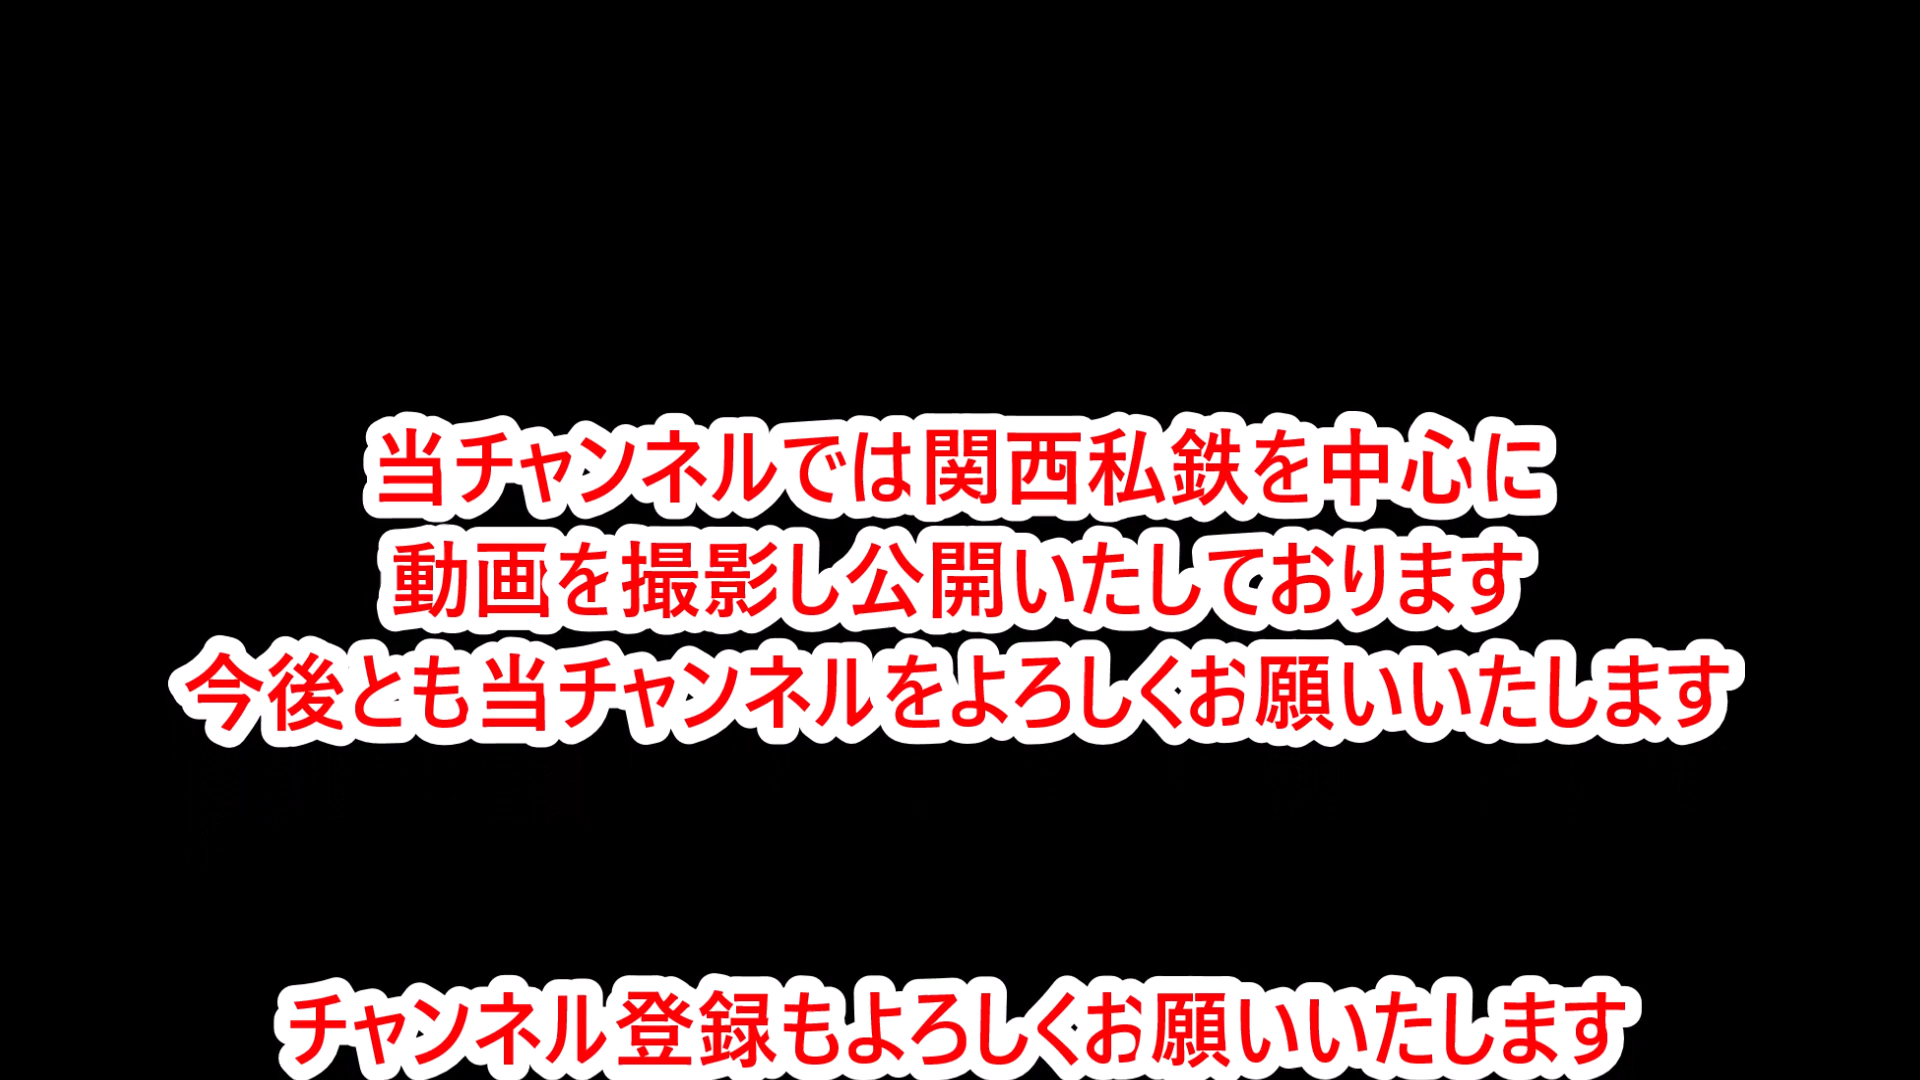 当チャンネルでは関西私鉄を中心に
動画を撮影し公開いたしております
今後とも当チャンネルをよろしくお願いいたします
チャンネル登録もよろしくお願いいたします